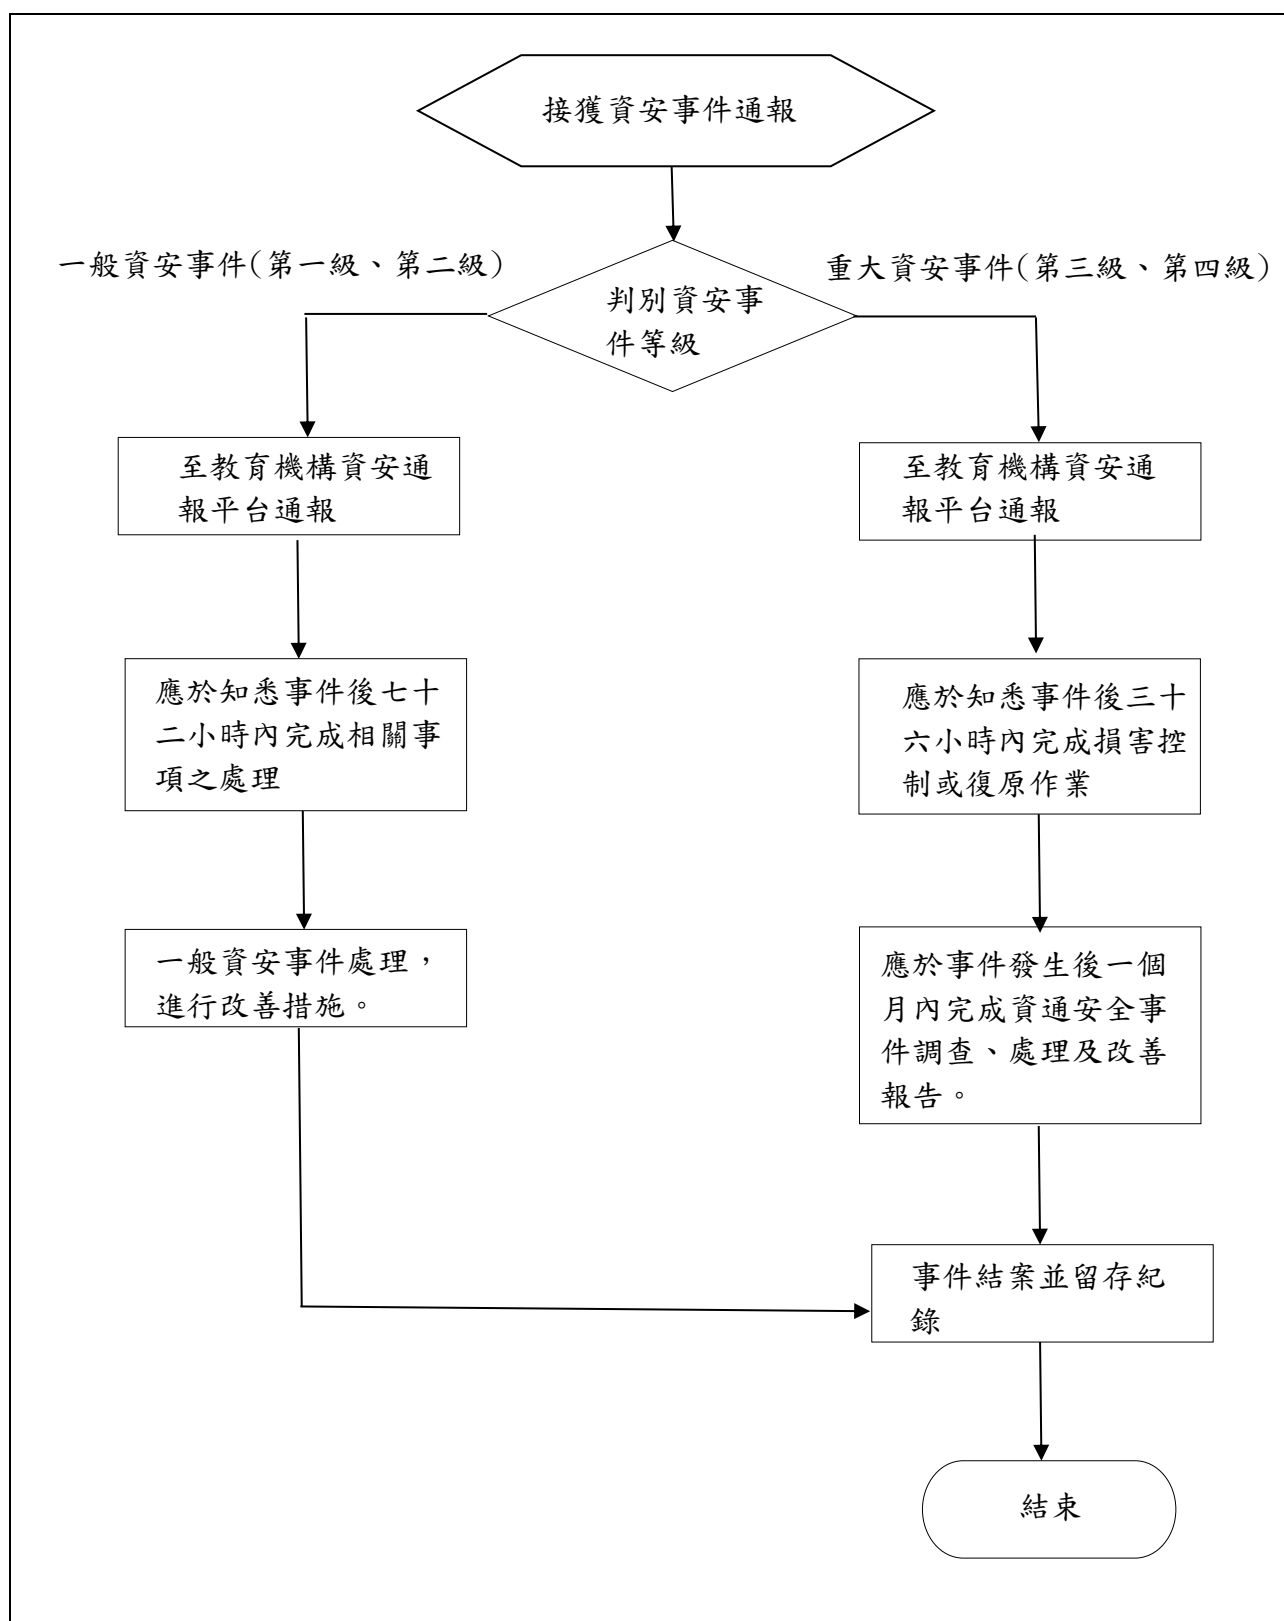 接獲資安事件通報
一般資安事件(第一級、第二級)
重大資安事件(第三級、第四級)
判別資安事
件等級
至教育機構資安通
報平台通報
至教育機構資安通
報平台通報
應於知悉事件後七十
二小時內完成相關事
項之處理
應於知悉事件後三十
六小時內完成損害控
制或復原作業
一般資安事件處理，
進行改善措施。
應於事件發生後一個
月內完成資通安全事
件調查、處理及改善
報告。
事件結案並留存紀
錄
結束